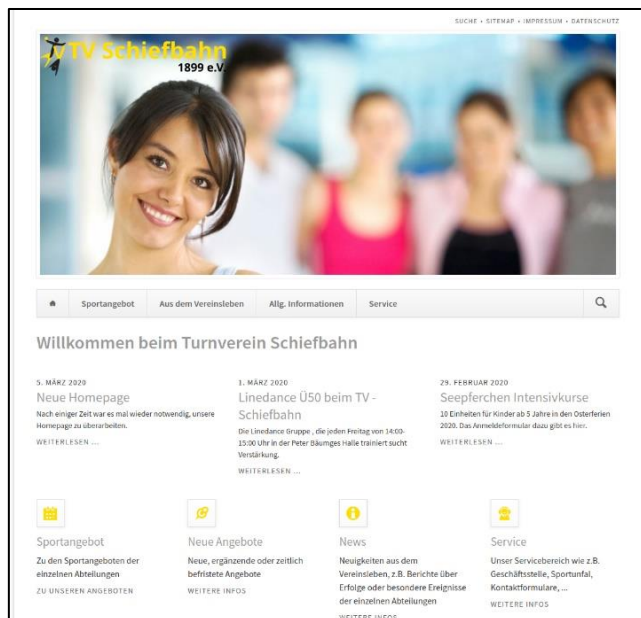 SUCHE • SITEMAP • IMPRESSUM • DATENSCHUTZ
TV Schiefbahn
1899 e.V.
Sportangebot Aus dem Vereinsleben Allg. Informationen Service
Willkommen beim Turnverein Schiefbahn
5. MÄRZ 2020
Neue Homepage
Nach einiger Zeit war es mal wieder notwendig, unsere
Homepage zu überarbeiten.
WEITERLESEN ...
1. MÄRZ 2020
Linedance Ü50 beim TV -
Schiefbahn
Die Linedance Gruppe , die jeden Freitag von 14:00-
15:00 Uhr in der Peter Bäumges Halle trainiert sucht
Verstärkung.
WEITERLESEN ...
29. FEBRUAR 2020
Seepferchen Intensivkurse
10 Einheiten für Kinder ab 5 Jahre in den Osterferien
2020. Das Anmeldeformular dazu gibt es hier.
WEITERLESEN ...
Sportangebot
Zu den Sportangeboten der
einzelnen Abteilungen
ZU UNSEREN ANGEBOTEN
Neue Angebote
Neue, ergänzende oder zeitlich
befristete Angebote
WEITERE INFOS
News
Neuigkeiten aus dem
Vereinsleben, z.B. Berichte über
Erfolge oder besondere Ereignisse
der einzelnen Abteilungen
WEITERE INFOS
Service
Unser Servicebereich wie z.B.
Geschäftsstelle, Sportunfal,
Kontaktformulare, ...
WEITERE INFOS